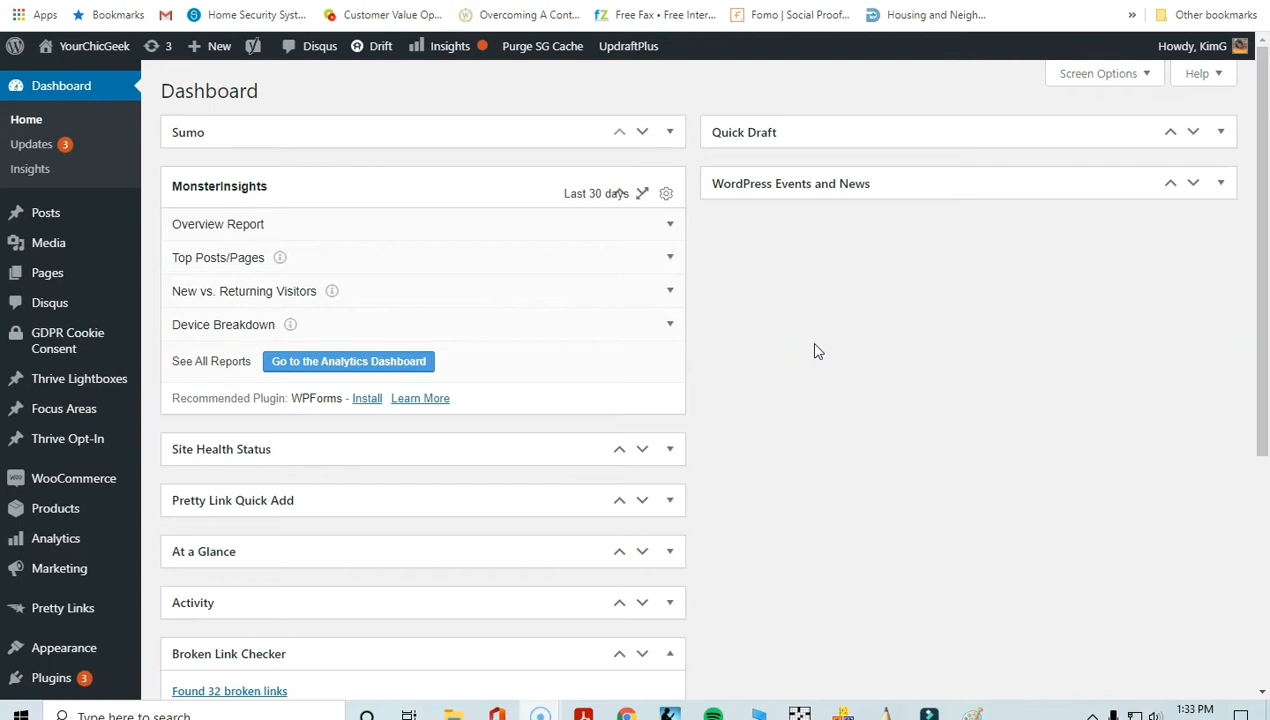 Apps Bookmarks Home Security Syst... Customer Value Op... Overcoming A Cont... Free Fax • Free Inter... Fomo | Social Proof... Housing and Neigh... » Other bookmarks
YourChicGeek 3 New Disqus Drift Insights Purge SG Cache UpdraftPlus Howdy, KimG
Dashboard
Home
Updates 3
Insights
Posts
Media
Pages
Disqus
GDPR Cookie
Consent
Thrive Lightboxes
Focus Areas
Thrive Opt-In
WooCommerce
Products
Analytics
Marketing
Pretty Links
Appearance
Plugins 3
Screen Options Help
Dashboard
Sumo
MonsterInsights
Last 30 days
Overview Report
Top Posts/Pages
New vs. Returning Visitors
Device Breakdown
See All Reports Go to the Analytics Dashboard
Recommended Plugin: WPForms - Install Learn More
Site Health Status
Pretty Link Quick Add
At a Glance
Activity
Broken Link Checker
Found 32 broken links
Quick Draft
WordPress Events and News
Type here to search
1:33 PM